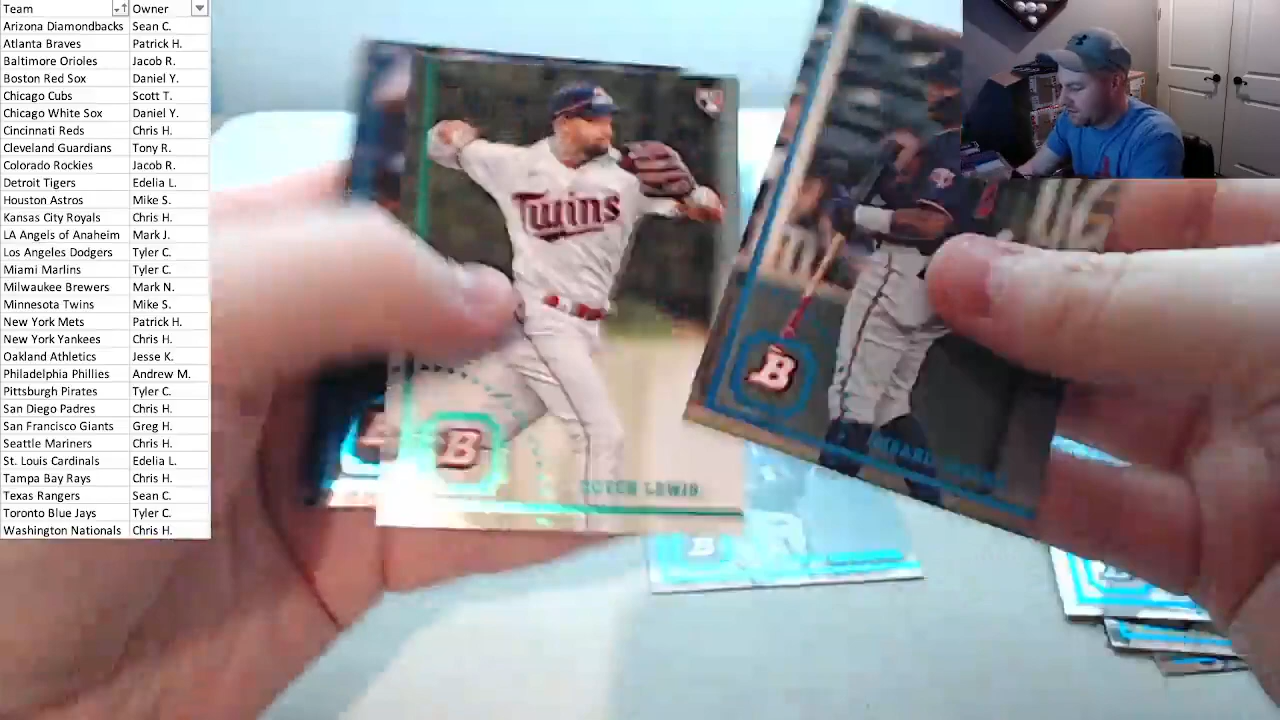 Team Owner
Arizona Diamondbacks Sean C.
Atlanta Braves Patrick H.
Baltimore Orioles Jacob R.
Boston Red Sox Daniel Y.
Chicago Cubs Scott T.
Chicago White Sox Daniel Y.
Cincinnati Reds Chris H.
Cleveland Guardians Tony R.
Colorado Rockies Jacob R.
Detroit Tigers Edelia L.
Houston Astros Mike S.
Kansas City Royals Chris H.
LA Angels of Anaheim Mark J.
Los Angeles Dodgers Tyler C.
Miami Marlins Tyler C.
Milwaukee Brewers Mark N.
Minnesota Twins Mike S.
New York Mets Patrick H.
New York Yankees Chris H.
Oakland Athletics Jesse K.
Philadelphia Phillies Andrew M.
Pittsburgh Pirates Tyler C.
San Diego Padres Chris H.
San Francisco Giants Greg H.
Seattle Mariners Chris H.
St. Louis Cardinals Edelia L.
Tampa Bay Rays Chris H.
Texas Rangers Sean C.
Toronto Blue Jays Tyler C.
Washington Nationals Chris H.
Twins
B
ROYCE LEWIS
B
B
UG